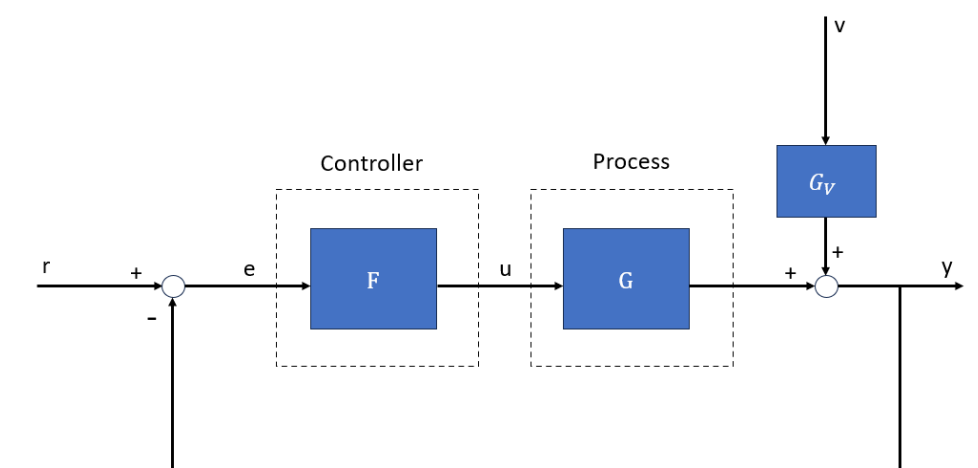 v
Controller
Process
G_V
r
+
e
F
u
G
+
+
y
-